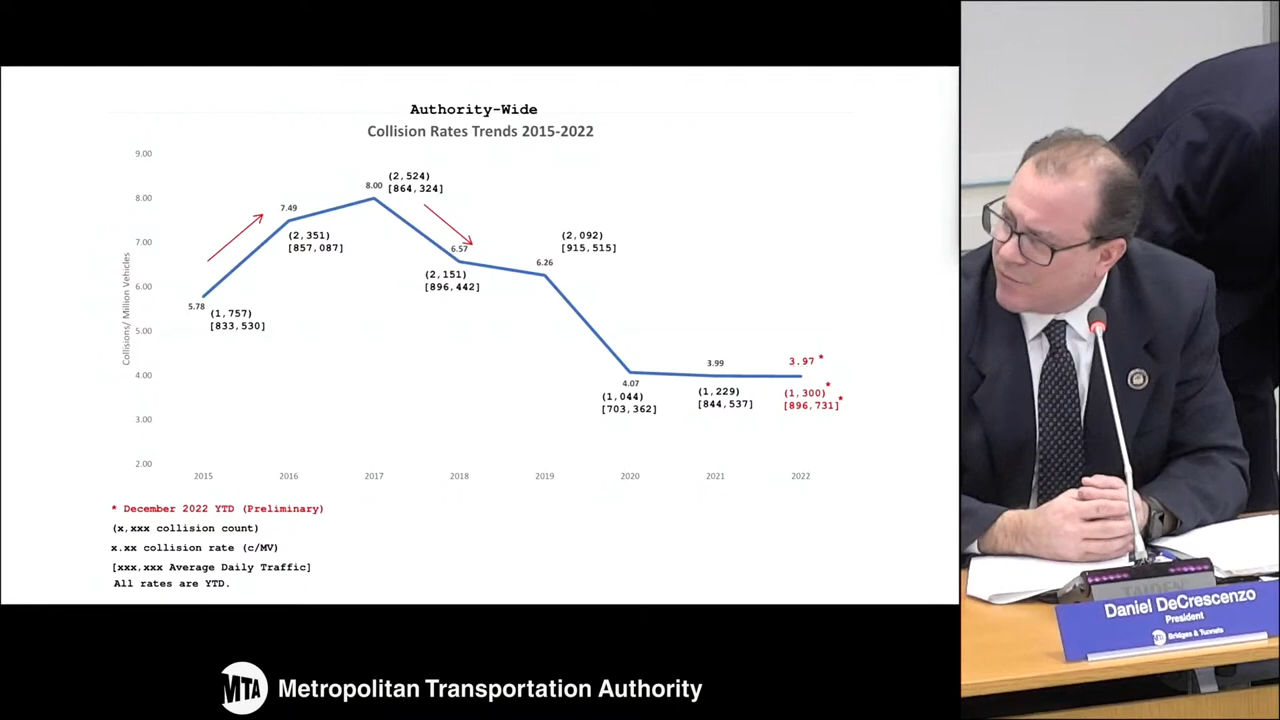 Authority-Wide
Collision Rates Trends 2015-2022
Collisions/ Million Vehicles
9.00
8.00
7.00
6.00
5.00
4.00
3.00
2.00
5.78
(1,757)
[833,530]
7.49
(2,351)
[857,087]
8.00
(2,524)
[864,324]
6.57
(2,151)
[896,442]
6.26
(2,092)
[915,515]
4.07
(1,044)
[703,362]
3.99
(1,229)
[844,537]
3.97 *
(1,300) *
[896,731] *
2015 2016 2017 2018 2019 2020 2021 2022
* December 2022 YTD (Preliminary)
(x,xxx collision count)
x.xx collision rate (c/MV)
[xxx,xxx Average Daily Traffic]
All rates are YTD.
TAIDEN
Daniel DeCrescenzo
President
MTA Bridges & Tunnels
MTA Metropolitan Transportation Authority